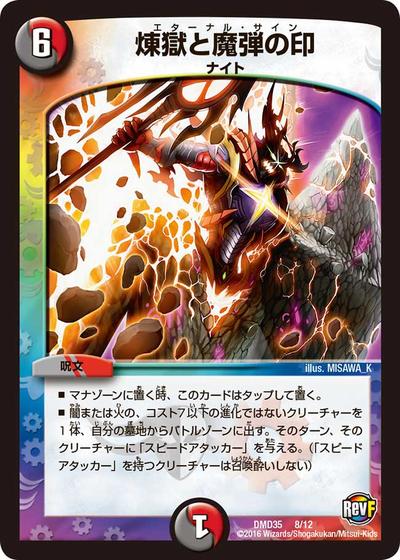 6
エターナル・サイン
煉獄と魔弾の印
ナイト
illus. MISAWA_K
呪文
■ マナゾーンに置く時、このカードはタップして置く。
■ 闇または火の、コスト7以下の進化ではないクリーチャーを
1体、自分の墓地からバトルゾーンに出す。そのターン、その
クリーチャーに「スピードアタッカー」を与える。（「スピード
アタッカー」を持つクリーチャーは召喚酔いしない）
1
DMD35 8/12
©2016 Wizards/Shogakukan/Mitsui-Kids
RevF